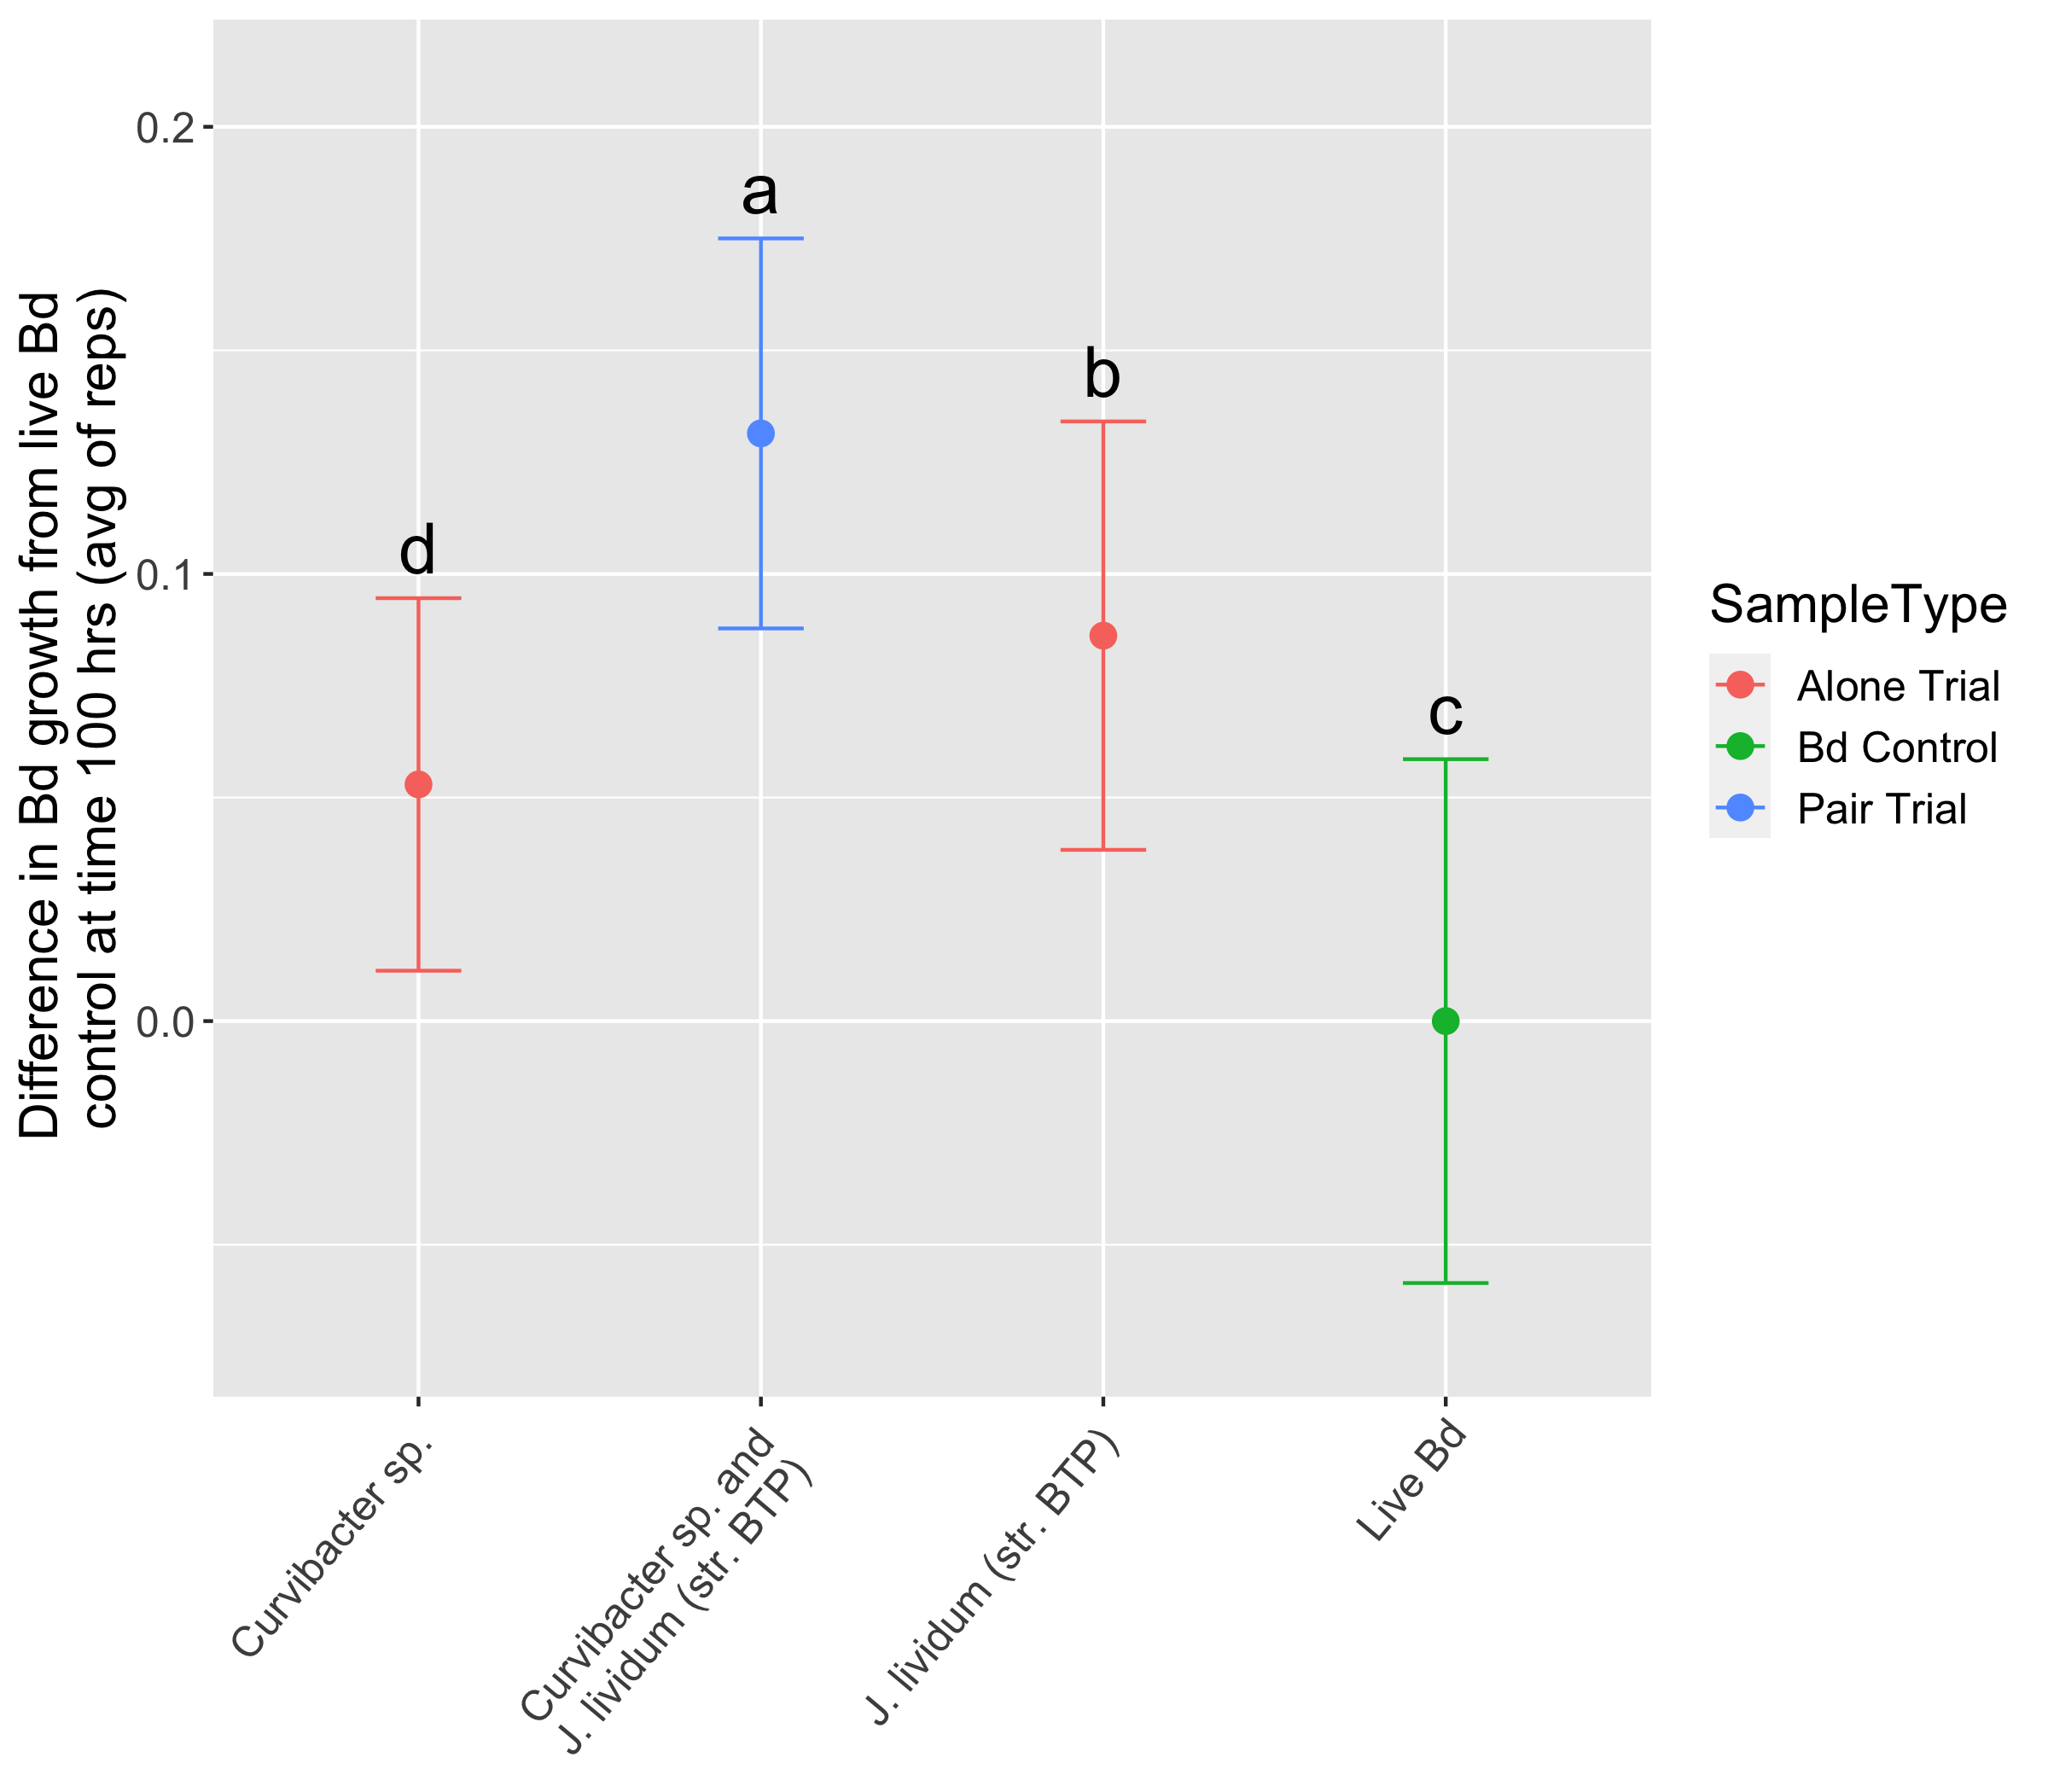 Difference in Bd growth from live Bd
control at time 100 hrs (avg of reps)
0.2
0.1
0.0
d
a
b
c
Curvibacter sp.
Curvibacter sp. and
J. lividum (str. BTP)
J. lividum (str. BTP)
Live Bd
SampleType
Alone Trial
Bd Control
Pair Trial